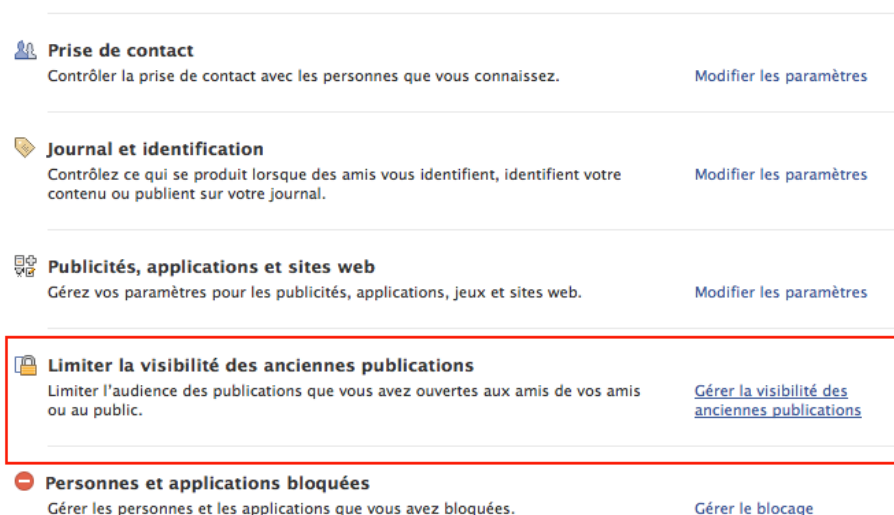 Prise de contact
Contrôler la prise de contact avec les personnes que vous connaissez.
Modifier les paramètres
Journal et identification
Contrôlez ce qui se produit lorsque des amis vous identifient, identifient votre
contenu ou publient sur votre journal.
Modifier les paramètres
Publicités, applications et sites web
Gérez vos paramètres pour les publicités, applications, jeux et sites web.
Modifier les paramètres
Limiter la visibilité des anciennes publications
Limiter l'audience des publications que vous avez ouvertes aux amis de vos amis
ou au public.
Gérer la visibilité des
anciennes publications
Personnes et applications bloquées
Gérer les personnes et les applications que vous avez bloquées.
Gérer le blocage